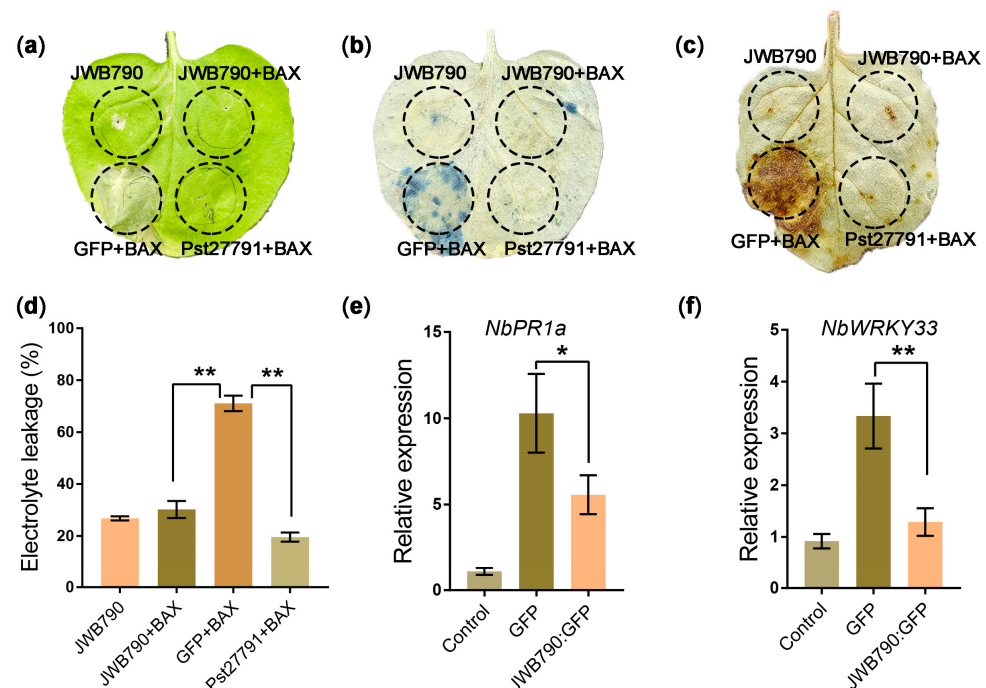 (a)
JWB790 JWB790+BAX
GFP+BAX Pst27791+BAX
(b)
JWB790 JWB790+BAX
GFP+BAX Pst27791+BAX
(c)
JWB790 JWB790+BAX
GFP+BAX Pst27791+BAX
(d)
Electrolyte leakage (%)
100
80
60
40
20
0
** **
JWB790
JWB790+BAX
GFP+BAX
Pst27791+BAX
(e)
NbPR1a
Relative expression
15
10
5
0
*
Control
GFP
JWB790:GFP
(f)
NbWRKY33
Relative expression
5
4
3
2
1
0
**
Control
GFP
JWB790:GFP